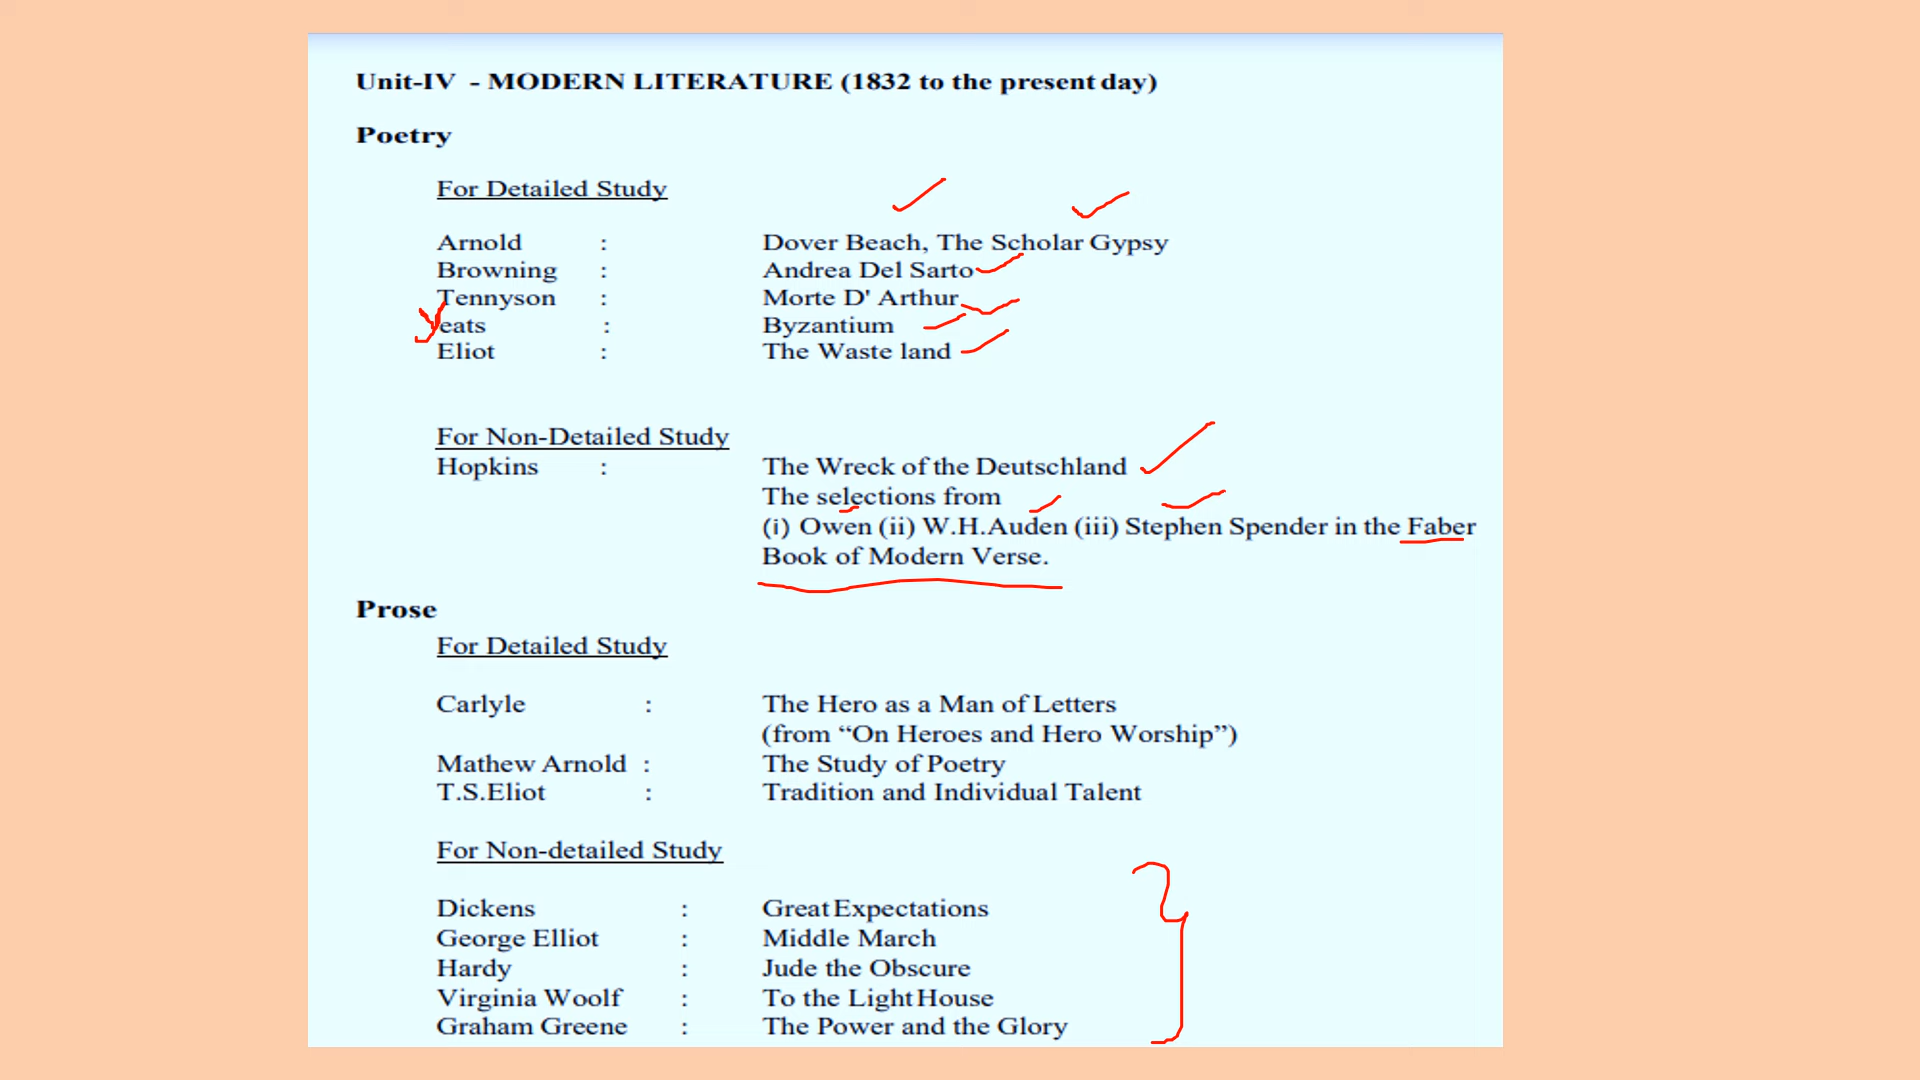 Unit-IV - MODERN LITERATURE (1832 to the present day)
Poetry
For Detailed Study
Arnold : Dover Beach, The Scholar Gypsy
Browning : Andrea Del Sarto
Tennyson : Morte D' Arthur
yeats : Byzantium
Eliot : The Waste land
For Non-Detailed Study
Hopkins : The Wreck of the Deutschland
The selections from
(i) Owen (ii) W.H.Auden (iii) Stephen Spender in the Faber
Book of Modern Verse.
Prose
For Detailed Study
Carlyle : The Hero as a Man of Letters
(from “On Heroes and Hero Worship”)
Mathew Arnold : The Study of Poetry
T.S.Eliot : Tradition and Individual Talent
For Non-detailed Study
Dickens : Great Expectations
George Elliot : Middle March
Hardy : Jude the Obscure
Virginia Woolf : To the Light House
Graham Greene : The Power and the Glory